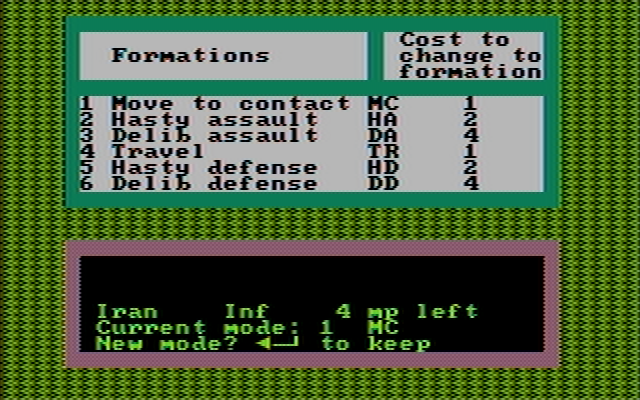 Formations
Cost to
change to
formation
1 Move to contact MC 1
2 Hasty assault HA 2
3 Delib assault DA 4
4 Travel TR 1
5 Hasty defense HD 2
6 Delib defense DD 4
Iran Inf 4 mp left
Current mode: 1 MC
New mode? ◄─┘ to keep